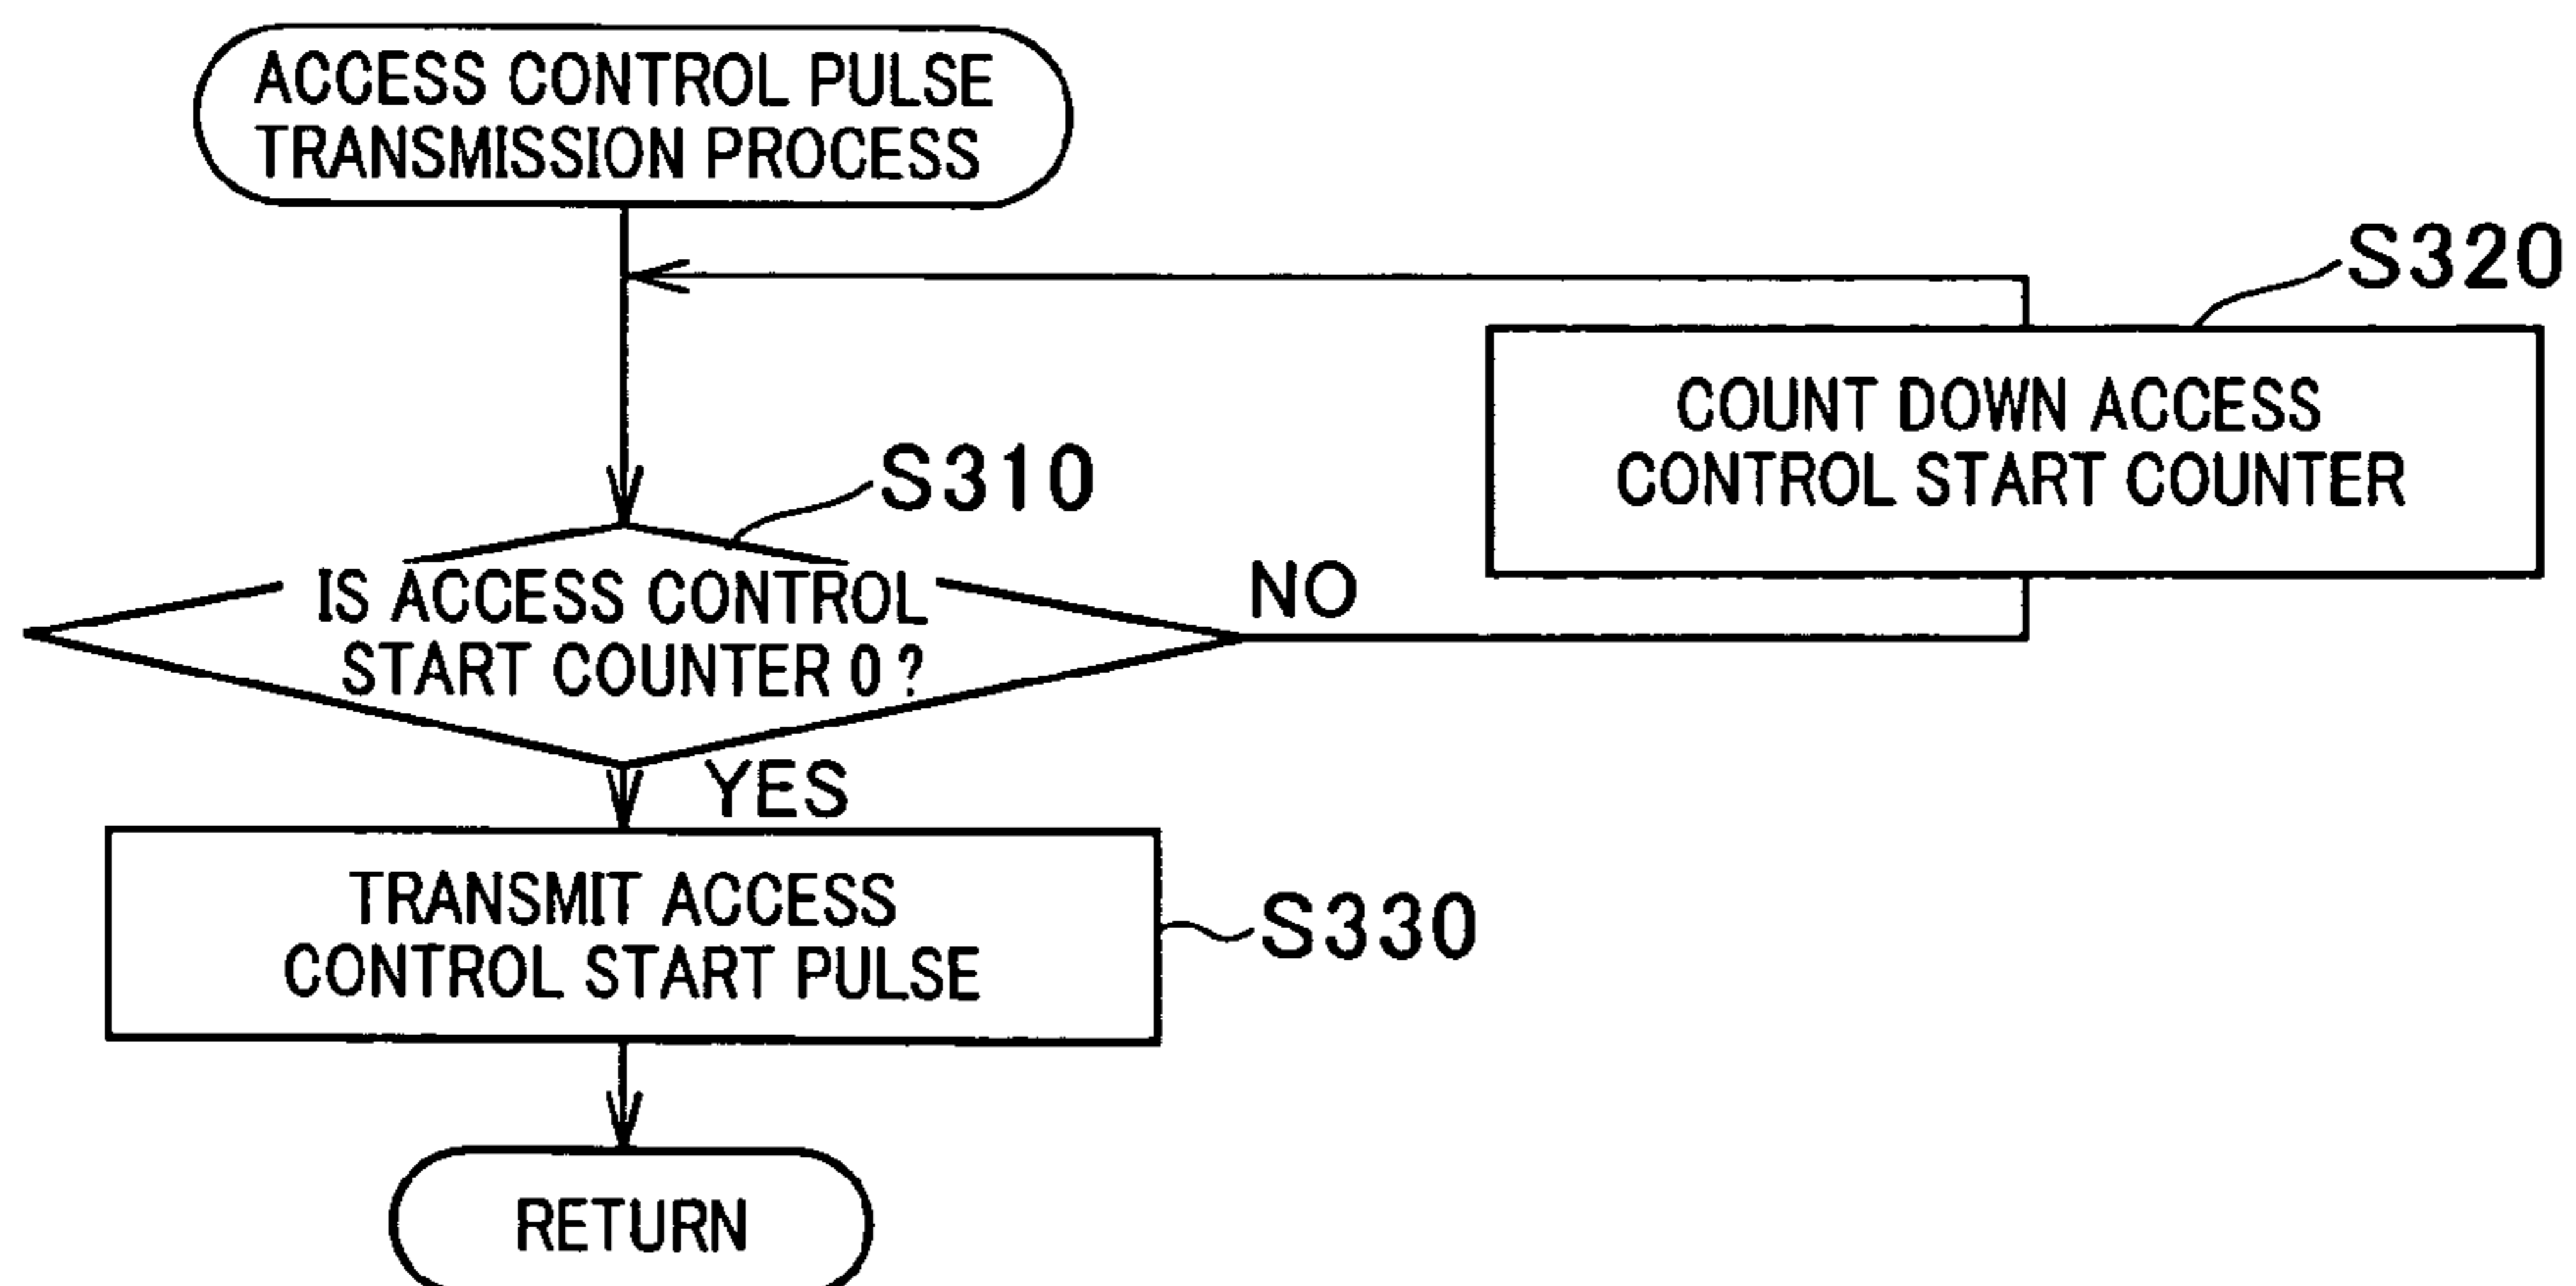 ACCESS CONTROL PULSE
TRANSMISSION PROCESS
S320
COUNT DOWN ACCESS
CONTROL START COUNTER
S310
IS ACCESS CONTROL
START COUNTER 0?
NO
YES
TRANSMIT ACCESS
CONTROL START PULSE
S330
RETURN